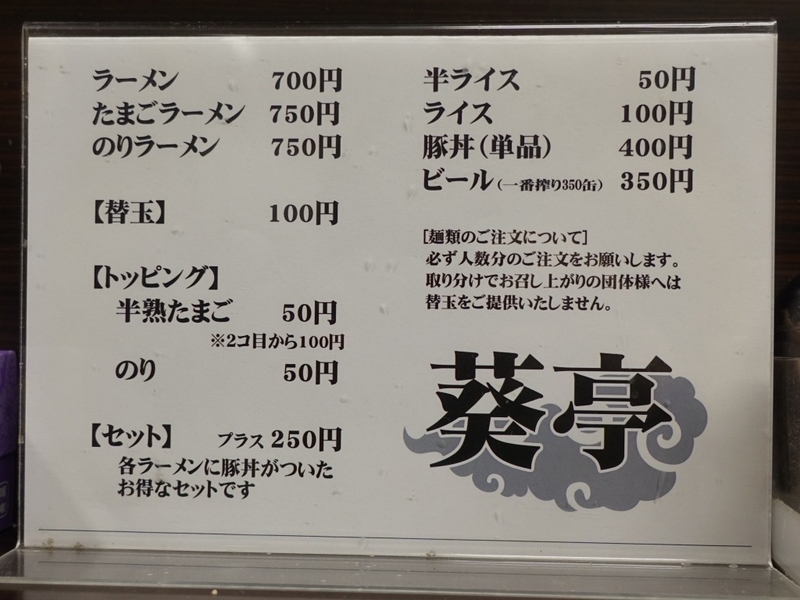 ラーメン 700円
たまごラーメン 750円
のりラーメン 750円
【替玉】 100円
【トッピング】
半熟たまご 50円
※2コ目から100円
のり 50円
【セット】 プラス 250円
各ラーメンに豚丼がついた
お得なセットです
半ライス 50円
ライス 100円
豚丼(単品) 400円
ビール(一番搾り350缶) 350円
[麺類のご注文について]
必ず人数分のご注文をお願いします。
取り分けでお召し上がりの団体様へは
替玉をご提供いたしません。
葵亭